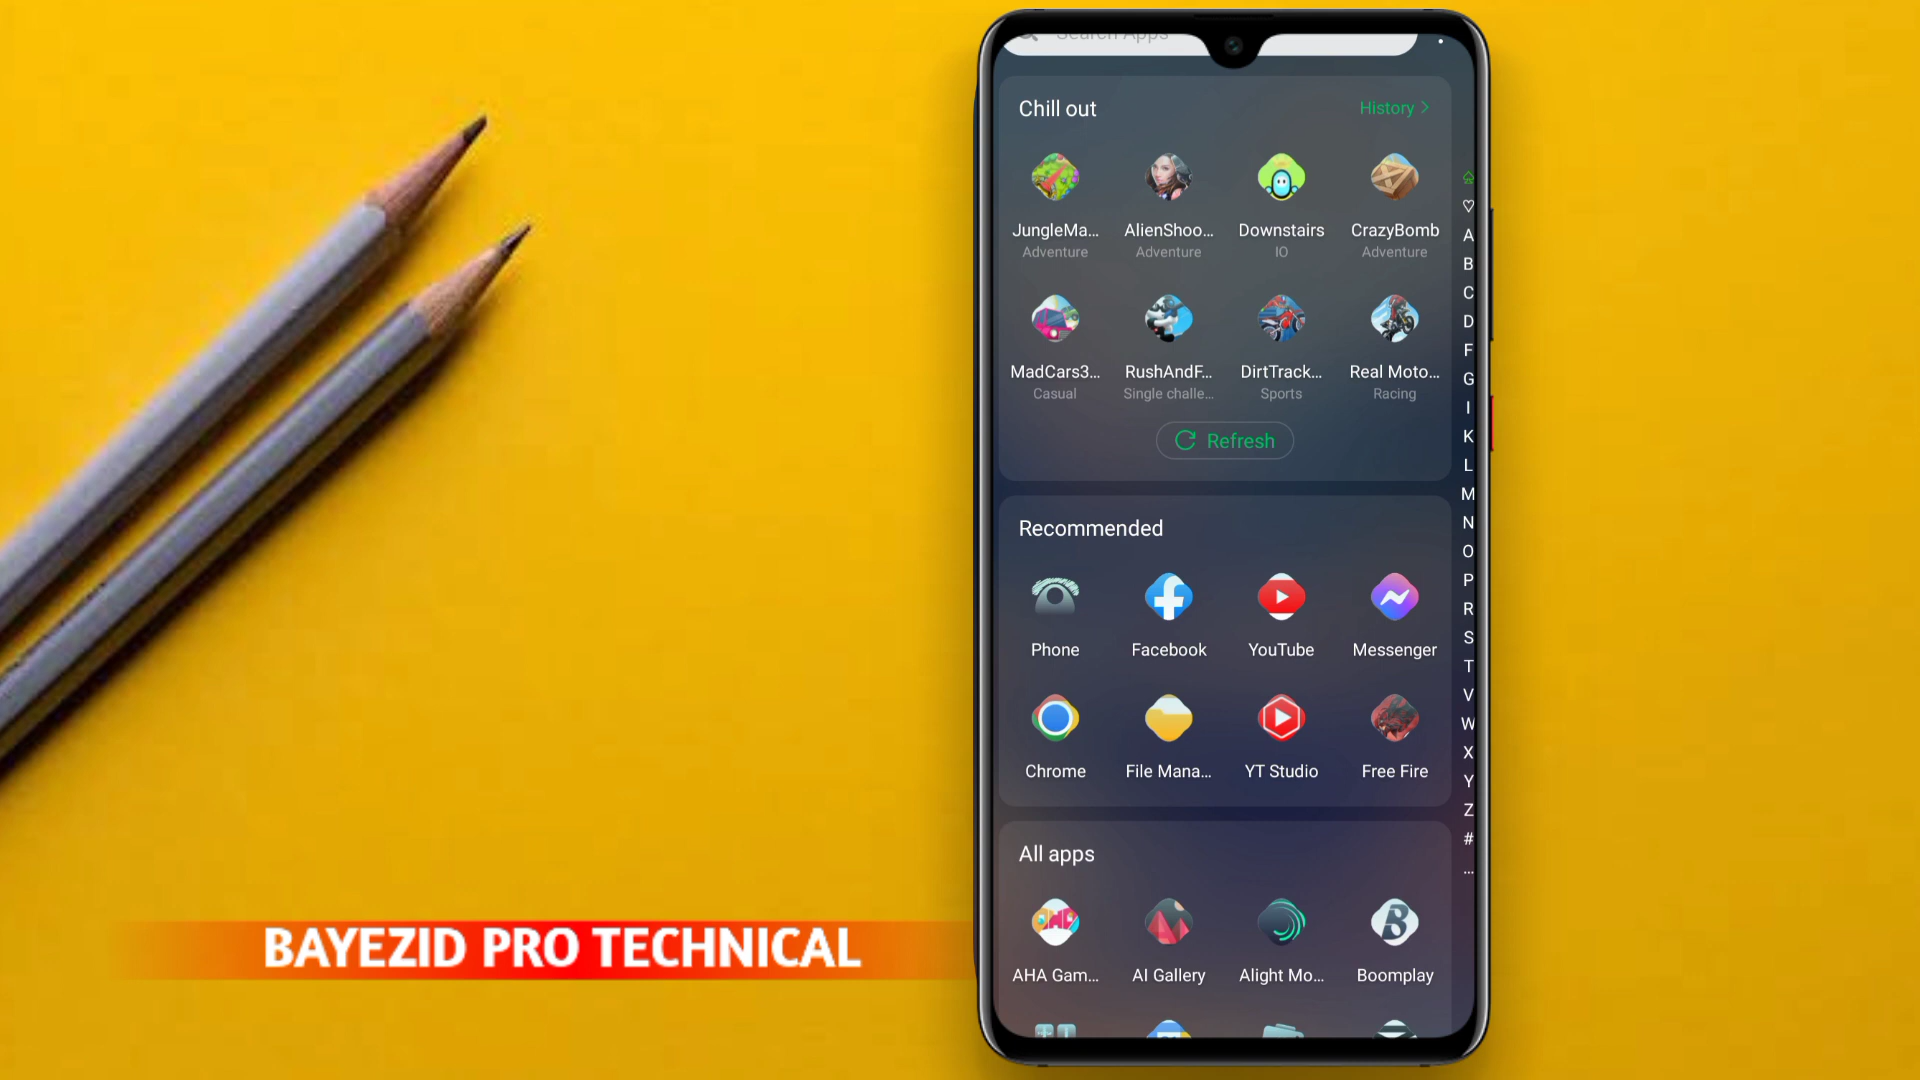 Search Apps
Chill out
History >
JungleMa... AlienShoo... Downstairs CrazyBomb
Adventure Adventure IO Adventure
MadCars3... RushAndF... DirtTrack... Real Moto...
Casual Single challe... Sports Racing
Refresh
Recommended
Phone Facebook YouTube Messenger
Chrome File Mana... YT Studio Free Fire
All apps
AHA Gam... AI Gallery Alight Mo... Boomplay
A
B
C
D
F
G
I
K
L
M
N
O
P
R
S
T
V
W
X
Y
Z
#
...
BAYEZID PRO TECHNICAL